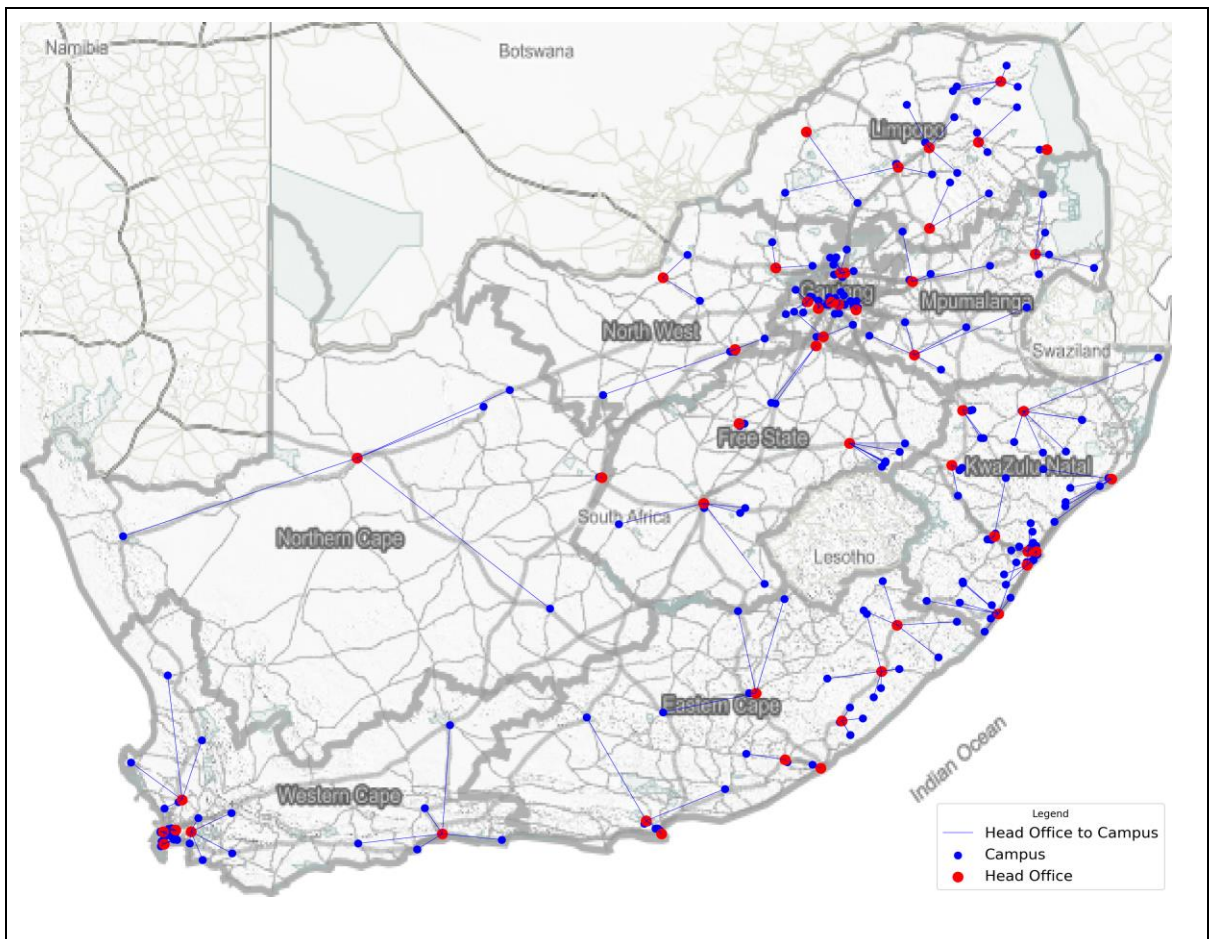 Namibia
Botswana
Limpopo
Gauteng
Mpumalanga
North West
Swaziland
Free State
KwaZulu Natal
South Africa
Northern Cape
Lesotho
Eastern Cape
Indian Ocean
Western Cape
Legend
Head Office to Campus
Campus
Head Office